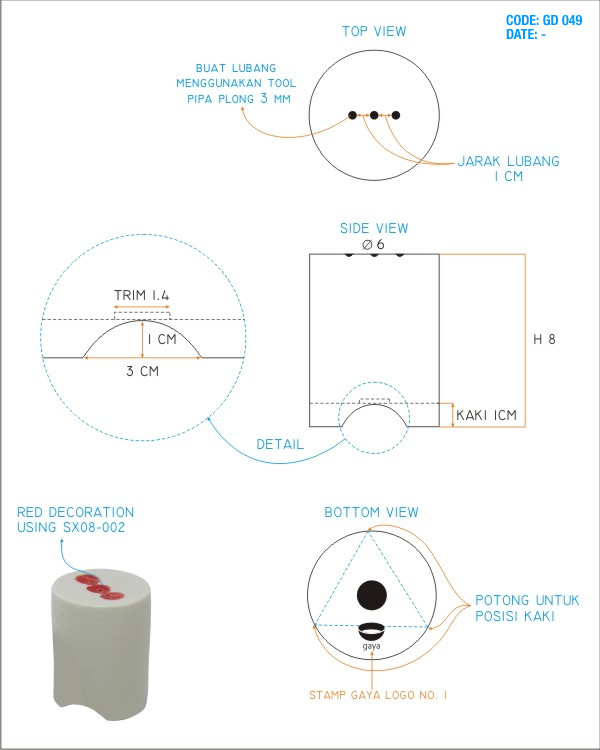 CODE: GD 049
DATE: -
TOP VIEW
BUAT LUBANG
MENGGUNAKAN TOOL
PIPA PLONG 3 MM
JARAK LUBANG
1 CM
SIDE VIEW
Ø 6
TRIM 1.4
1 CM
3 CM
H 8
KAKI 1CM
DETAIL
RED DECORATION
USING SX08-002
BOTTOM VIEW
POTONG UNTUK
POSISI KAKI
gaya
STAMP GAYA LOGO NO. 1